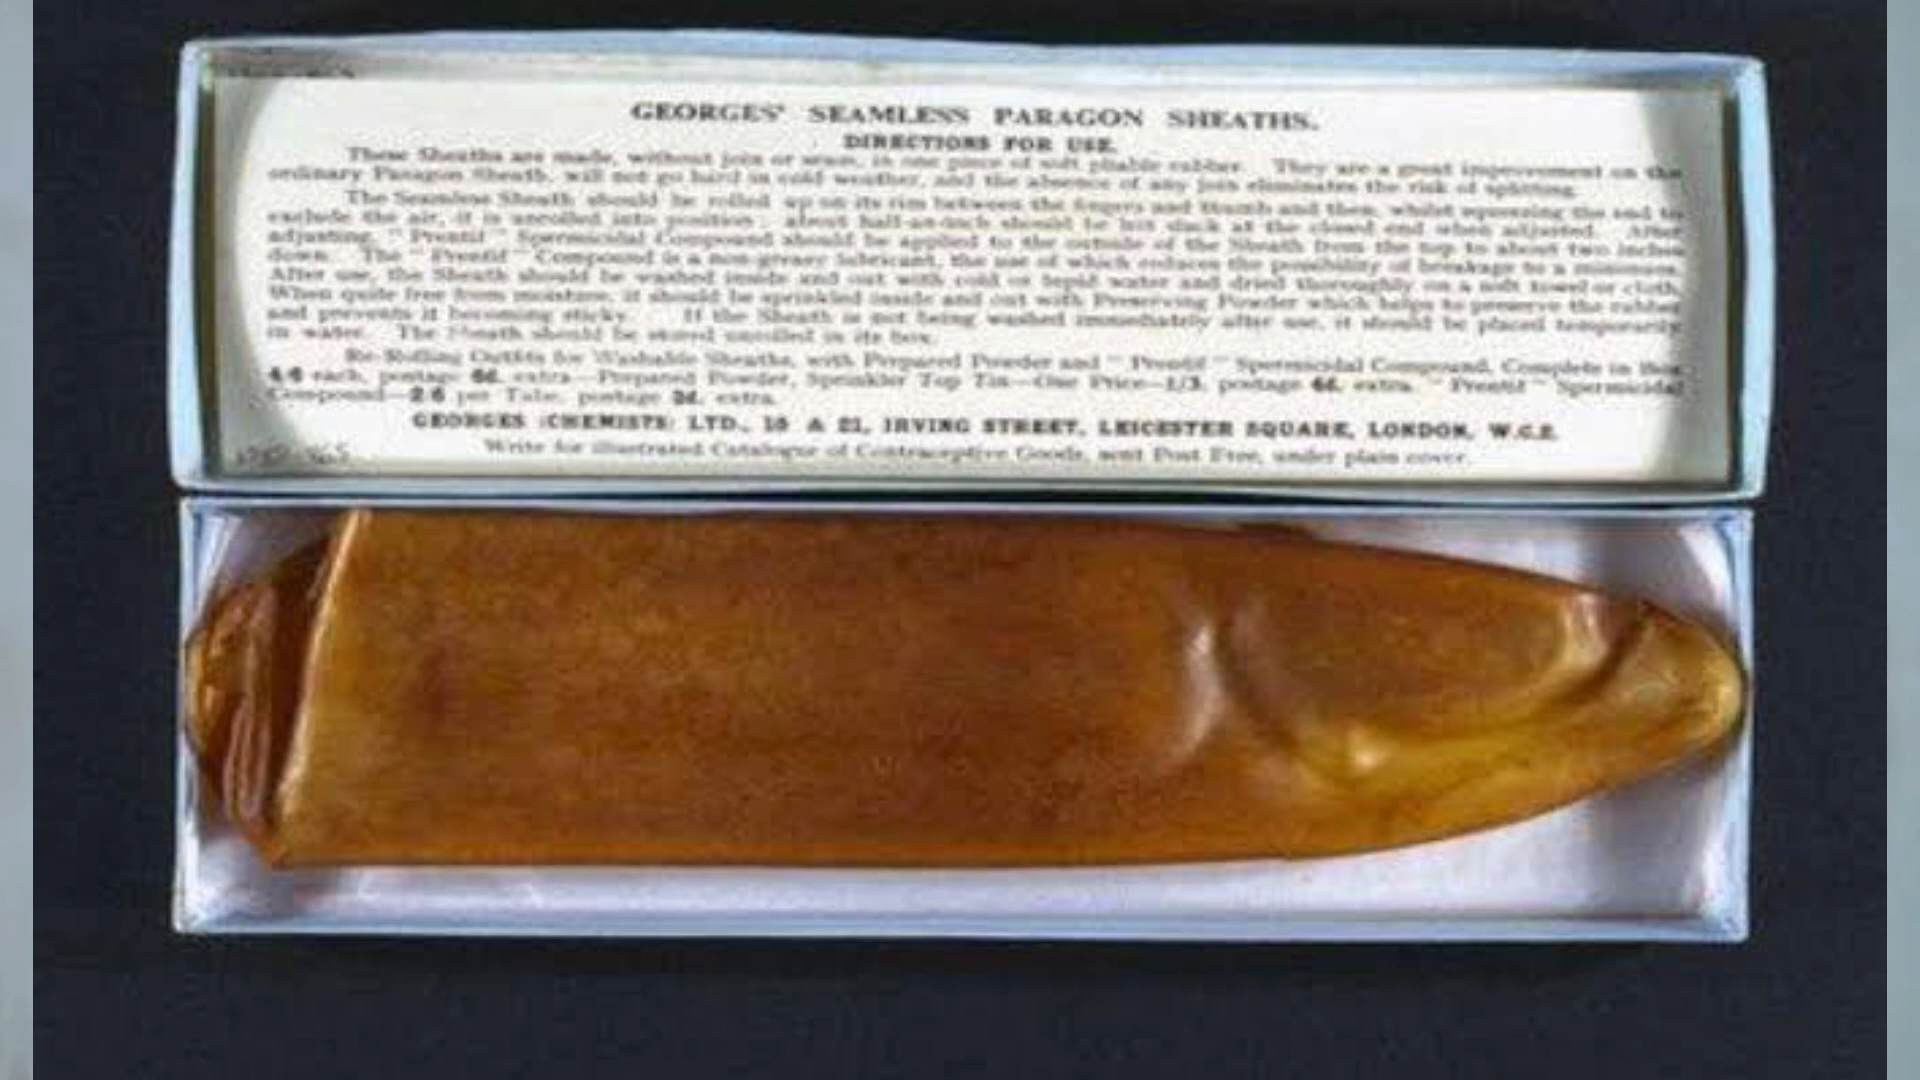 GEORGES' SEAMLESS PARAGON SHEATHS.
DIRECTIONS FOR USE.
These Sheaths are made, without join or seam, in one piece of soft pliable rubber. They are a great improvement on the
ordinary Paragon Sheath, will not go hard in cold weather, and the absence of any join eliminates the risk of splitting.
The Seamless Sheath should be rolled up on its rim between the fingers and thumb and then, whilst squeezing the end to
exclude the air, it is unrolled into position; about half-an-inch should be left slack at the closed end when adjusted. After
adjusting, "Prentif" Spermicidal Compound should be applied to the outside of the Sheath from the top to about two inches
down. The "Prentif" Compound is a non-greasy lubricant, the use of which reduces the possibility of breakage to a minimum.
After use, the Sheath should be washed inside and out with cold or tepid water and dried thoroughly on a soft towel or cloth.
When quite free from moisture, it should be sprinkled inside and out with Preserving Powder which helps to preserve the rubber
and prevents it becoming sticky. If the Sheath is not being washed immediately after use, it should be placed temporarily
in water. The Sheath should be stored unrolled in its box.
Re-Rolling Outfits for Washable Sheaths, with Prepared Powder and "Prentif" Spermicidal Compound, Complete in Box
4/6 each, postage 6d. extra—Prepared Powder, Sprinkler Top Tin—One Price—1/3, postage 6d. extra. "Prentif" Spermicidal
Compound—2/6 per Tube, postage 3d. extra.
GEORGES (CHEMISTS) LTD., 19 & 21, IRVING STREET, LEICESTER SQUARE, LONDON, W.C.2.
Write for illustrated Catalogue of Contraceptive Goods, sent Post Free, under plain cover.